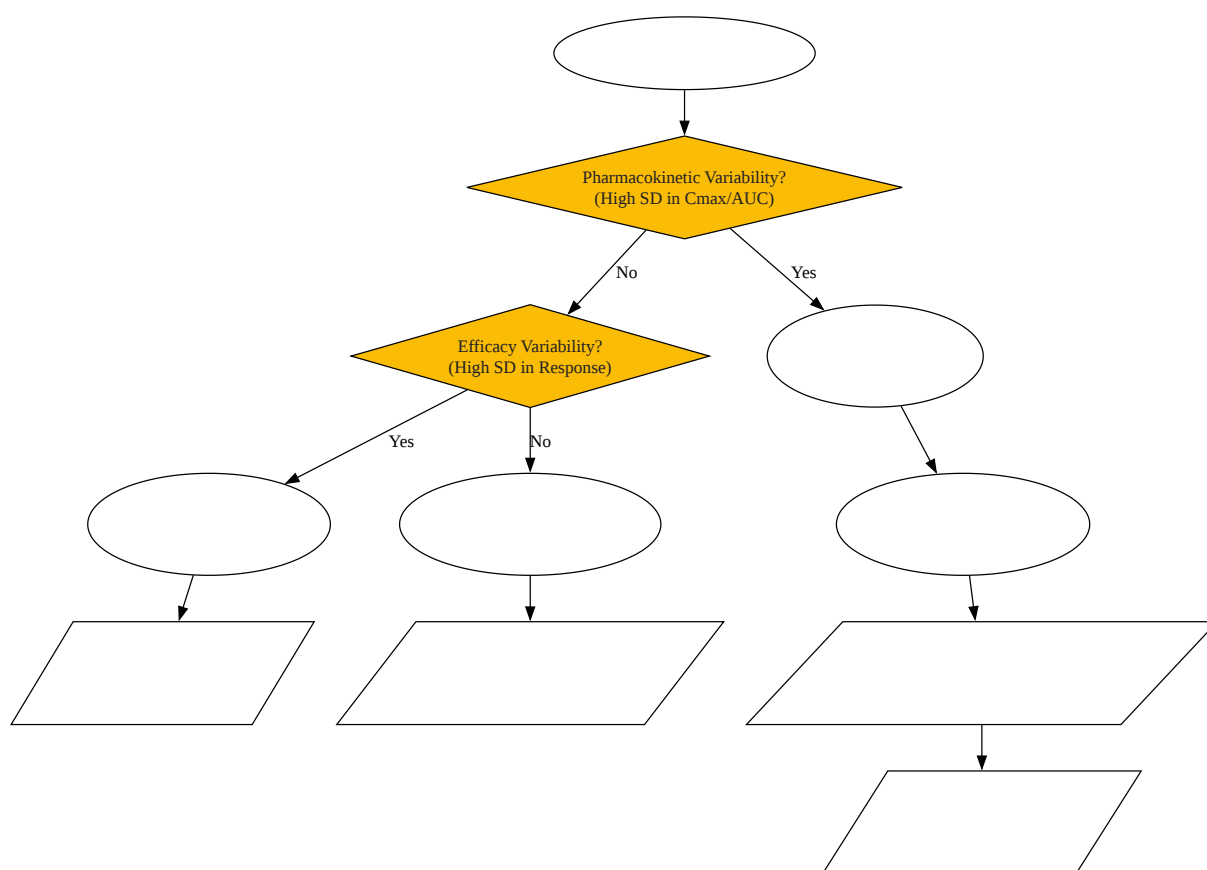 Pharmacokinetic Variability?
(High SD in Cmax/AUC)
No
Yes
Efficacy Variability?
(High SD in Response)
Yes
No